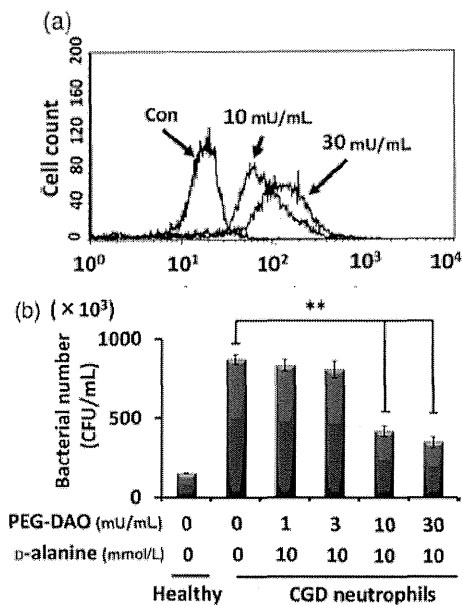 (a)
200
160
120
80
40
0
Cell count
Con
10 mU/mL
30 mU/mL
10⁰ 10¹ 10² 10³ 10⁴
(b) (×10³)
**
1000
500
0
Bacterial number
(CFU/mL)
PEG-DAO (mU/mL) 0 0 1 3 10 30
D-alanine (mmol/L) 0 0 10 10 10 10
Healthy CGD neutrophils